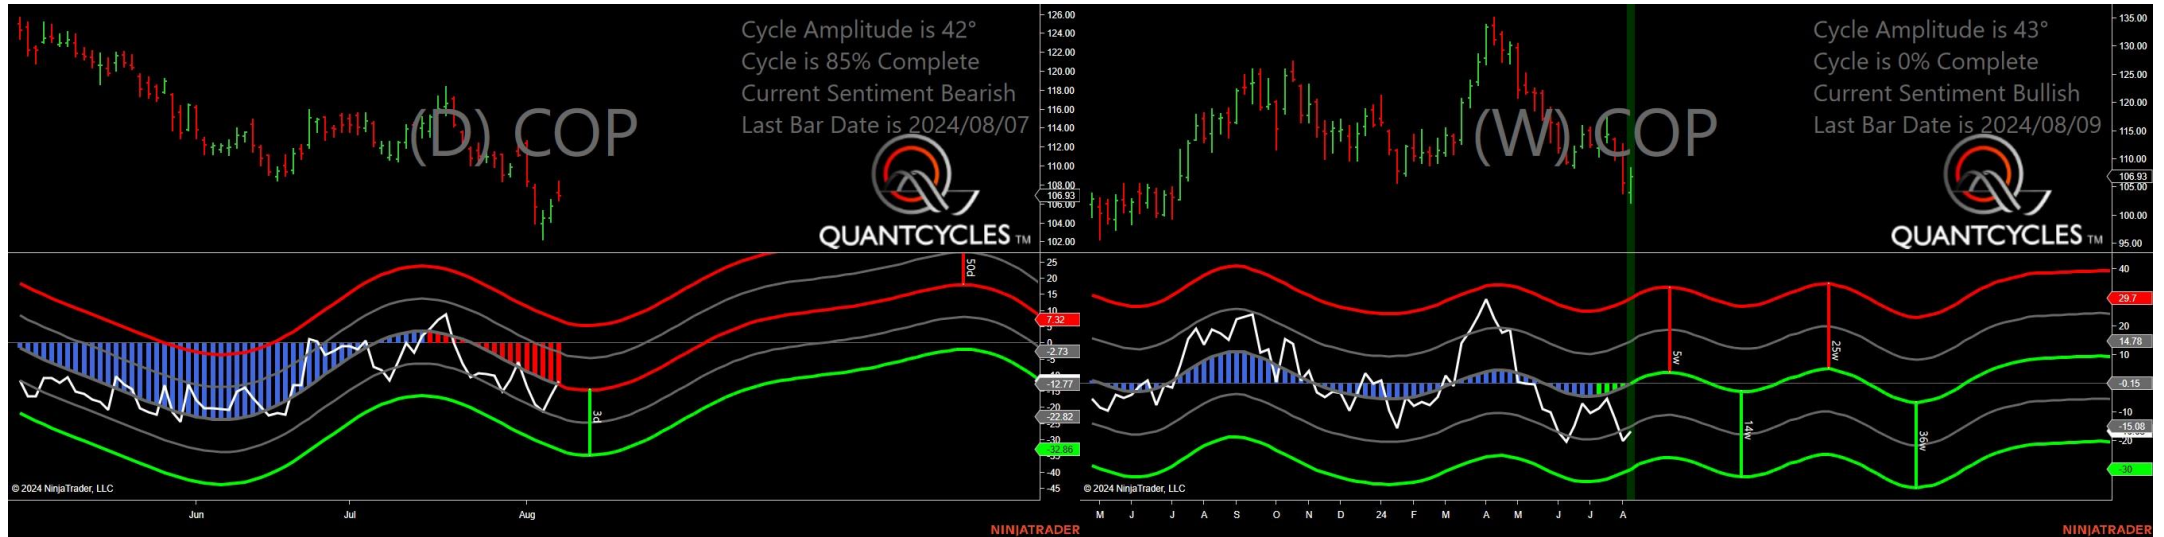 Cycle Amplitude is 42°
Cycle is 85% Complete
Current Sentiment Bearish
Last Bar Date is 2024/08/07
(D) COP
QUANTCYCLES TM
126.00
124.00
122.00
120.00
118.00
116.00
114.00
112.00
110.00
108.00
106.93
106.00
104.00
102.00
50d
3d
25
20
15
10
7.32
5
0
-2.73
-5
-10
-12.77
-15
-20
-22.82
-25
-30
-32.86
-35
-40
-45
© 2024 NinjaTrader, LLC
Jun Jul Aug
NINJATRADER
Cycle Amplitude is 43°
Cycle is 0% Complete
Current Sentiment Bullish
Last Bar Date is 2024/08/09
(W) COP
QUANTCYCLES TM
135.00
130.00
125.00
120.00
115.00
110.00
106.93
105.00
100.00
95.00
5w
14w
25w
36w
40
29.7
20
14.78
10
-0.15
-10
-15.08
-20
-30
© 2024 NinjaTrader, LLC
M J J A S O N D 24 F M A M J J A
NINJATRADER